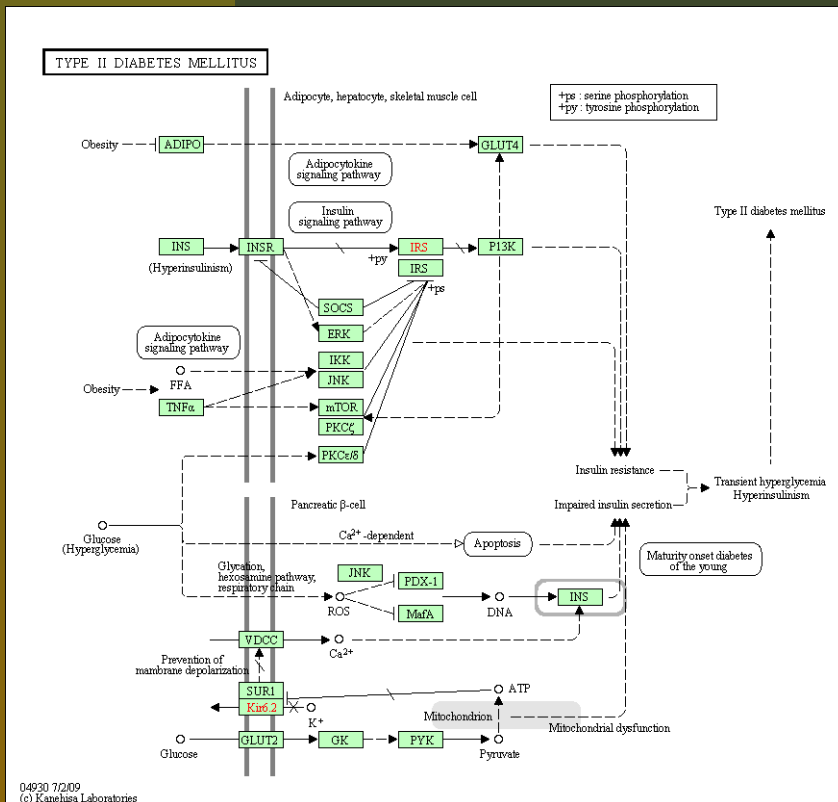 TYPE II DIABETES MELLITUS
Adipocyte, hepatocyte, skeletal muscle cell
+ps : serine phosphorylation
+py : tyrosine phosphorylation
Obesity
ADIPO
GLUT4
Adipocytokine
signaling pathway
Insulin
signaling pathway
Type II diabetes mellitus
INS
INSR
IRS
P13K
(Hyperinsulinism)
+py
IRS
+ps
SOCS
ERK
Adipocytokine
signaling pathway
IKK
FFA
JNK
Obesity
TNFα
mTOR
PKCζ
PKCε/δ
Insulin resistance
Transient hyperglycemia
Hyperinsulinism
Pancreatic β-cell
Impaired insulin secretion
Glucose
(Hyperglycemia)
Ca2+ -dependent
Apoptosis
Maturity onset diabetes
of the young
Glycation,
hexosamine pathway,
respiratory chain
JNK
PDX-1
ROS
MafA
DNA
INS
VDCC
Ca2+
Prevention of
membrane depolarization
SUR1
ATP
Kir6.2
K+
Mitochondrion
Mitochondrial dysfunction
Glucose
GLUT2
GK
PYK
Pyruvate
04930 7/2/09
(c) Kanehisa Laboratories